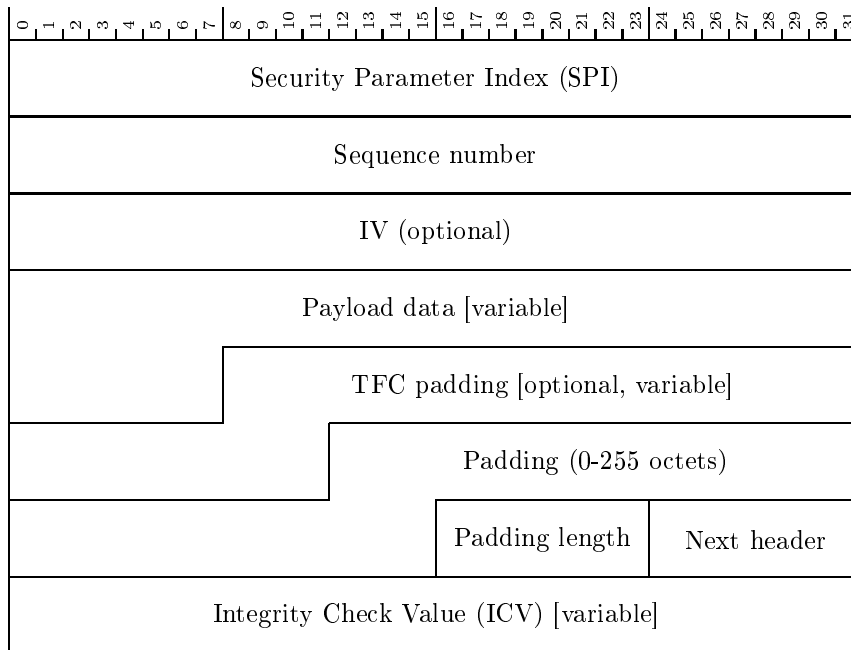 0 1 2 3 4 5 6 7 8 9 10 11 12 13 14 15 16 17 18 19 20 21 22 23 24 25 26 27 28 29 30 31
Security Parameter Index (SPI)
Sequence number
IV (optional)
Payload data [variable]
TFC padding [optional, variable]
Padding (0-255 octets)
Padding length Next header
Integrity Check Value (ICV) [variable]